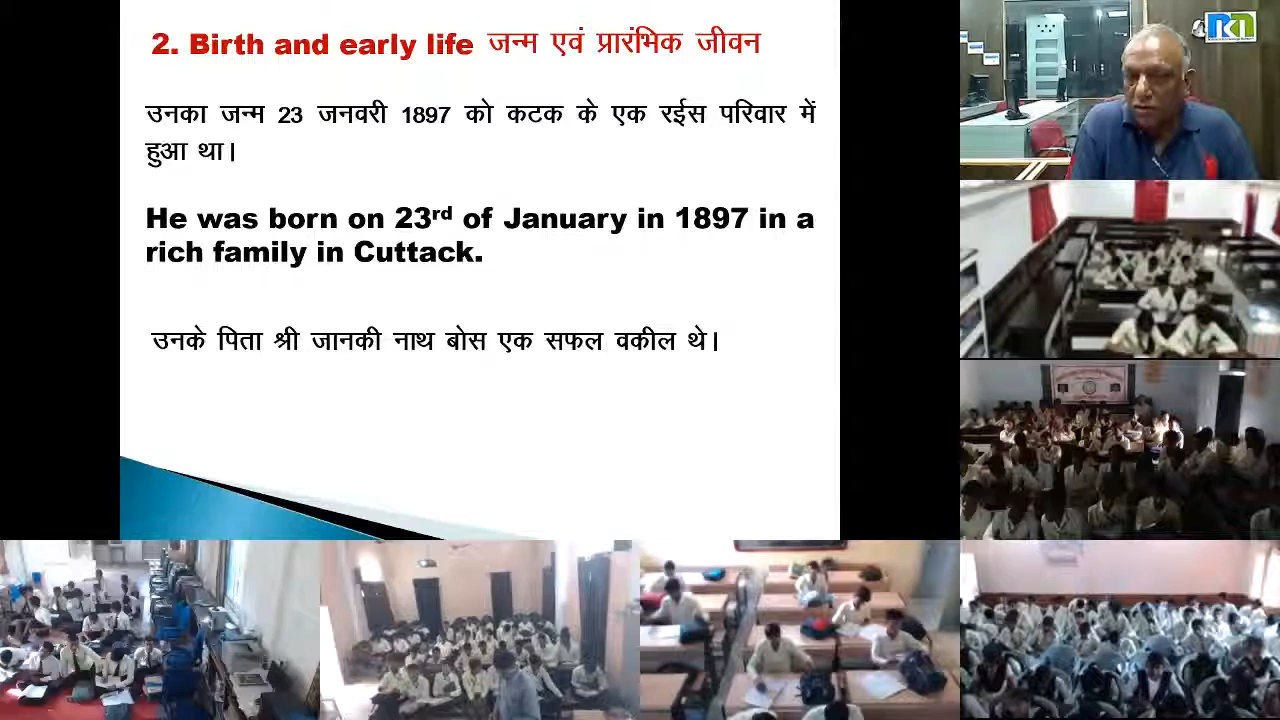 2. Birth and early life जन्म एवं प्रारंभिक जीवन
उनका जन्म 23 जनवरी 1897 को कटक के एक रईस परिवार में
हुआ था।
He was born on 23rd of January in 1897 in a
rich family in Cuttack.
उनके पिता श्री जानकी नाथ बोस एक सफल वकील थे।